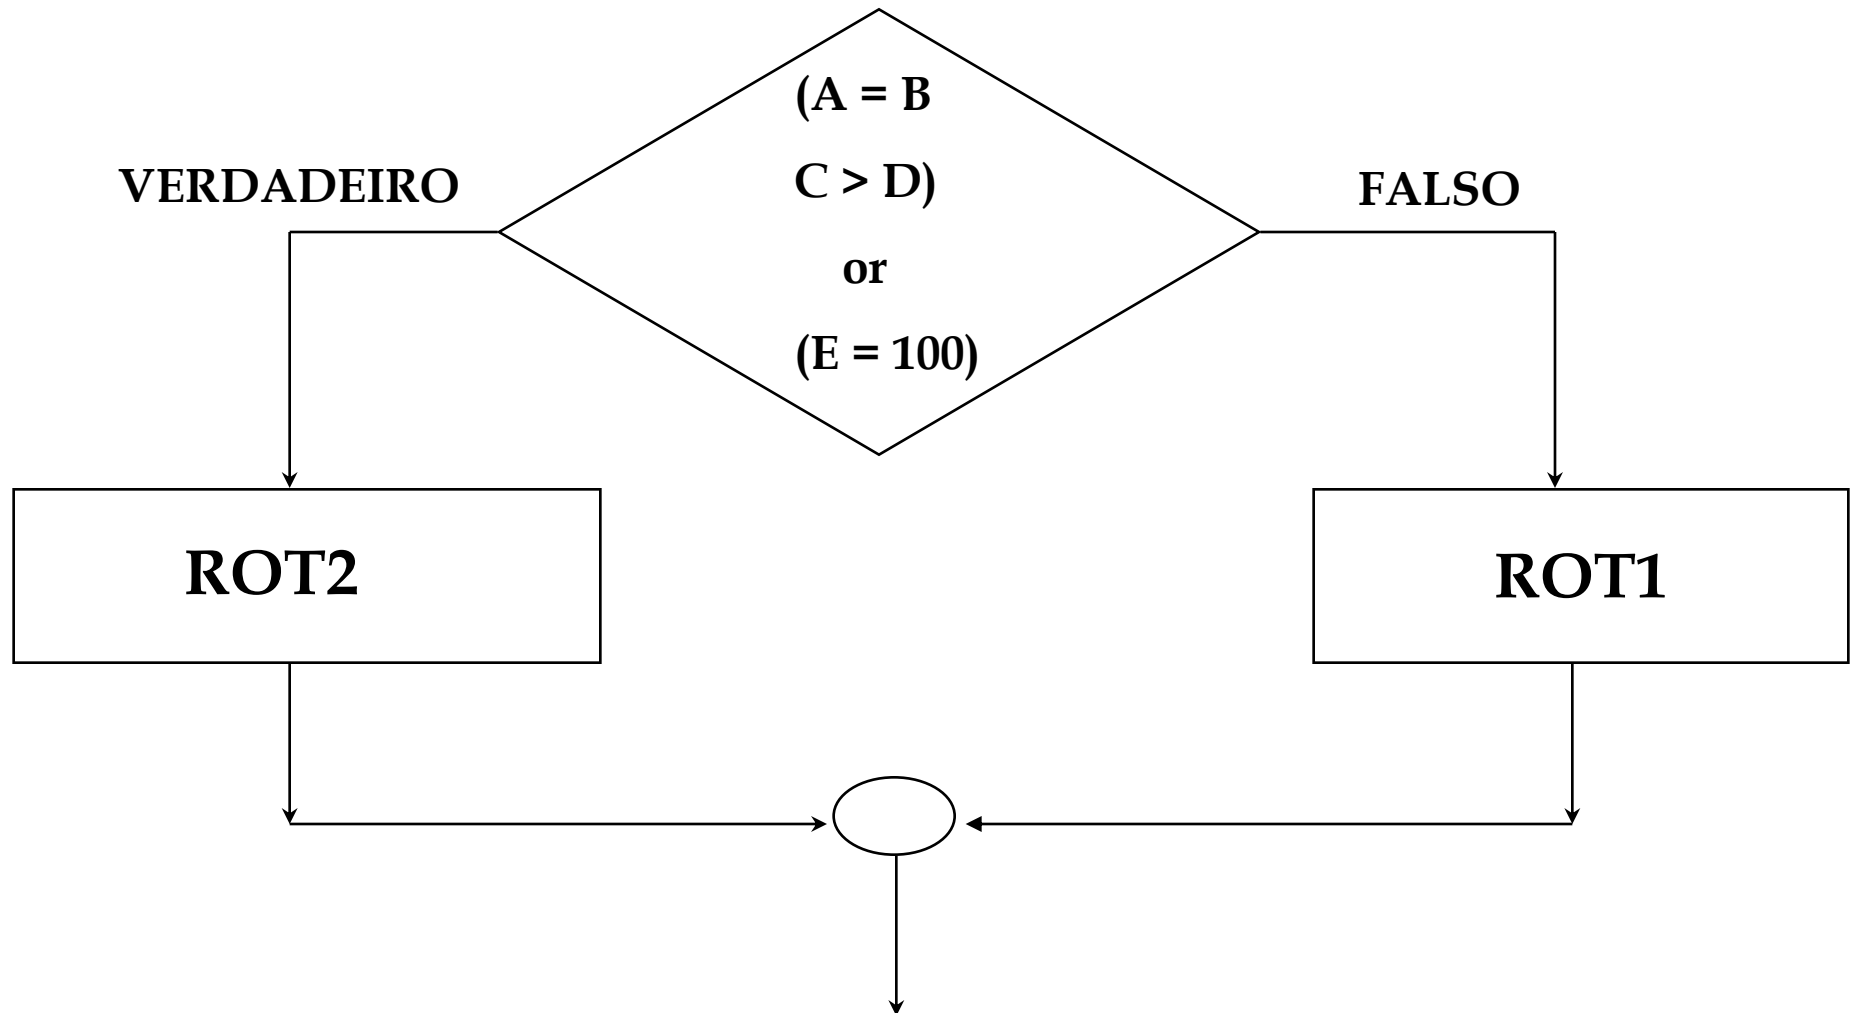 (A = B
C > D)
or
(E = 100)
VERDADEIRO
FALSO
ROT2
ROT1